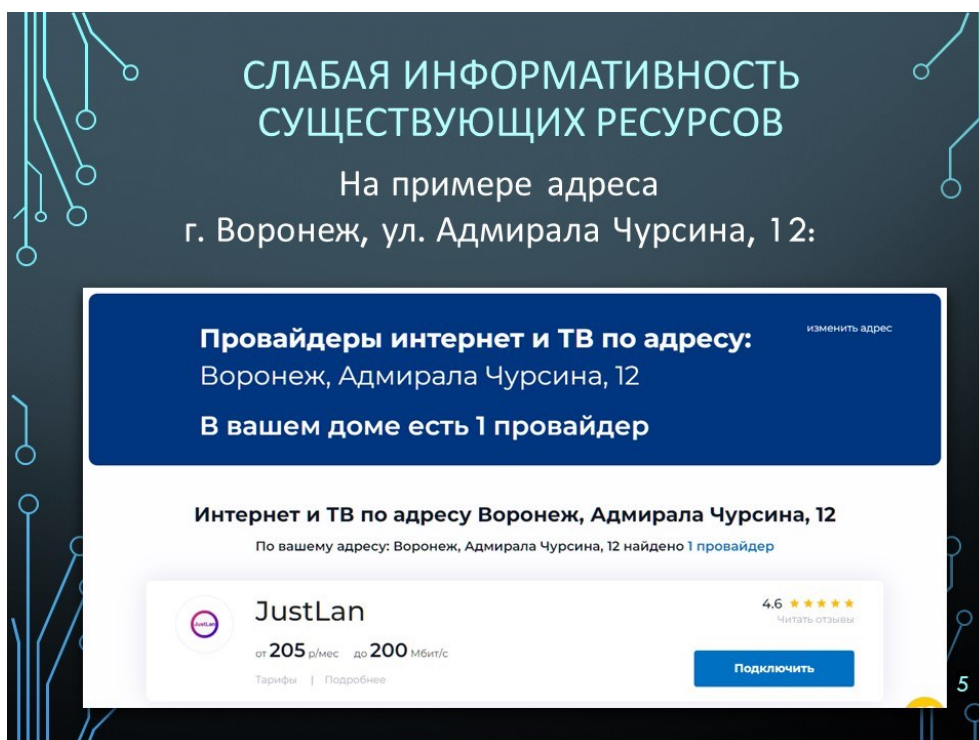 СЛАБАЯ ИНФОРМАТИВНОСТЬ
СУЩЕСТВУЮЩИХ РЕСУРСОВ
На примере адреса
г. Воронеж, ул. Адмирала Чурсина, 12:
Провайдеры интернет и ТВ по адресу:
изменить адрес
Воронеж, Адмирала Чурсина, 12
В вашем доме есть 1 провайдер
Интернет и ТВ по адресу Воронеж, Адмирала Чурсина, 12
По вашему адресу: Воронеж, Адмирала Чурсина, 12 найдено 1 провайдер
JustLan
JustLan
4.6 ★★★★★
Читать отзывы
от 205 р/мес до 200 Мбит/с
Тарифы | Подробнее
Подключить
5